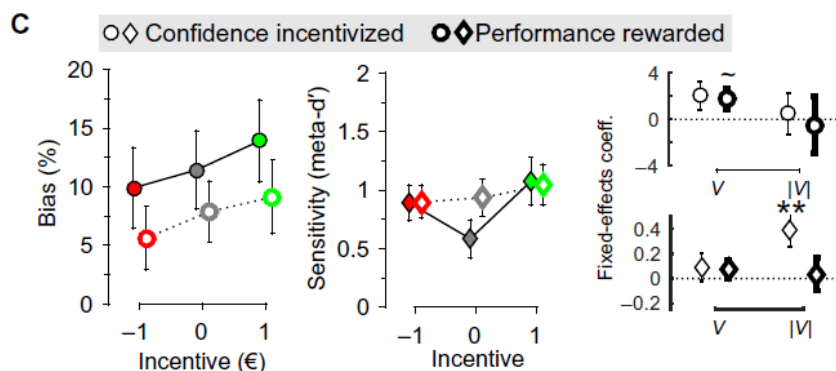 C
Confidence incentivized Performance rewarded
20
15
10
5
0
Bias (%)
–1 0 1
Incentive (€)
2
1.5
1
0.5
0
Sensitivity (meta-d′)
–1 0 1
Incentive
Fixed-effects coeff.
4
0
–4
~
V |V|
**
0.4
0.2
0
–0.2
V |V|